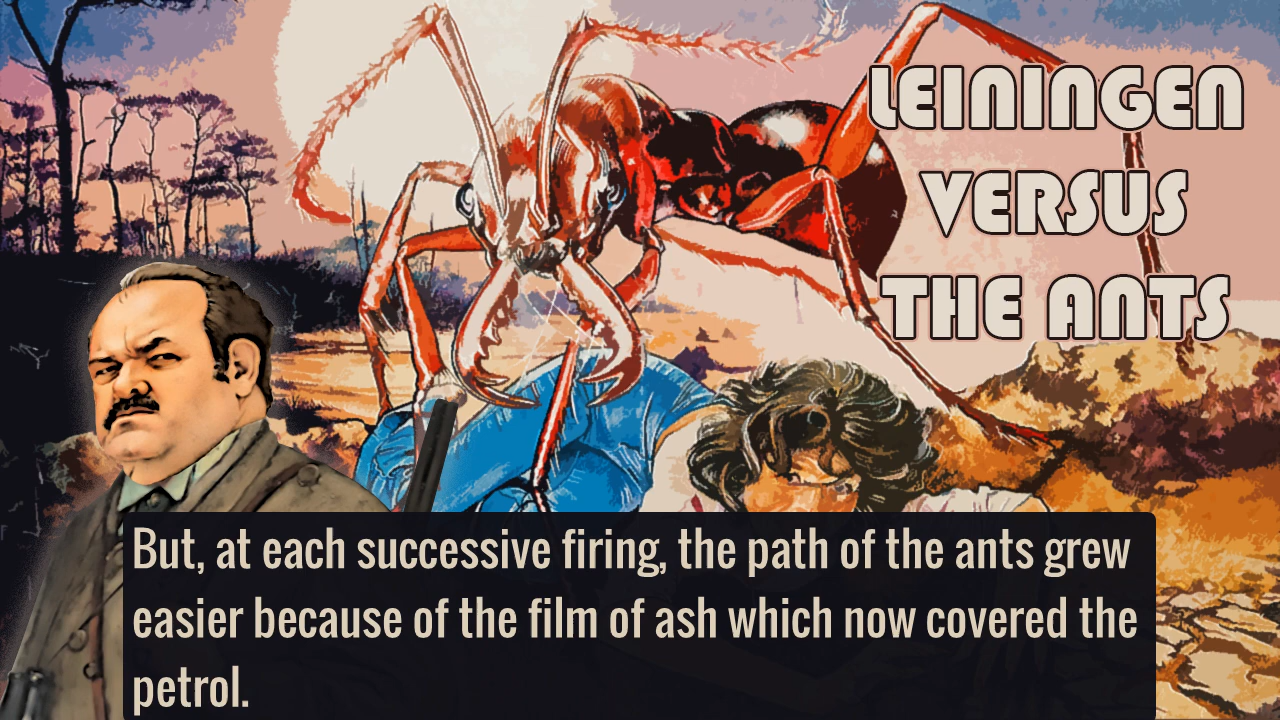 LEININGEN
VERSUS
THE ANTS
But, at each successive firing, the path of the ants grew
easier because of the film of ash which now covered the
petrol.